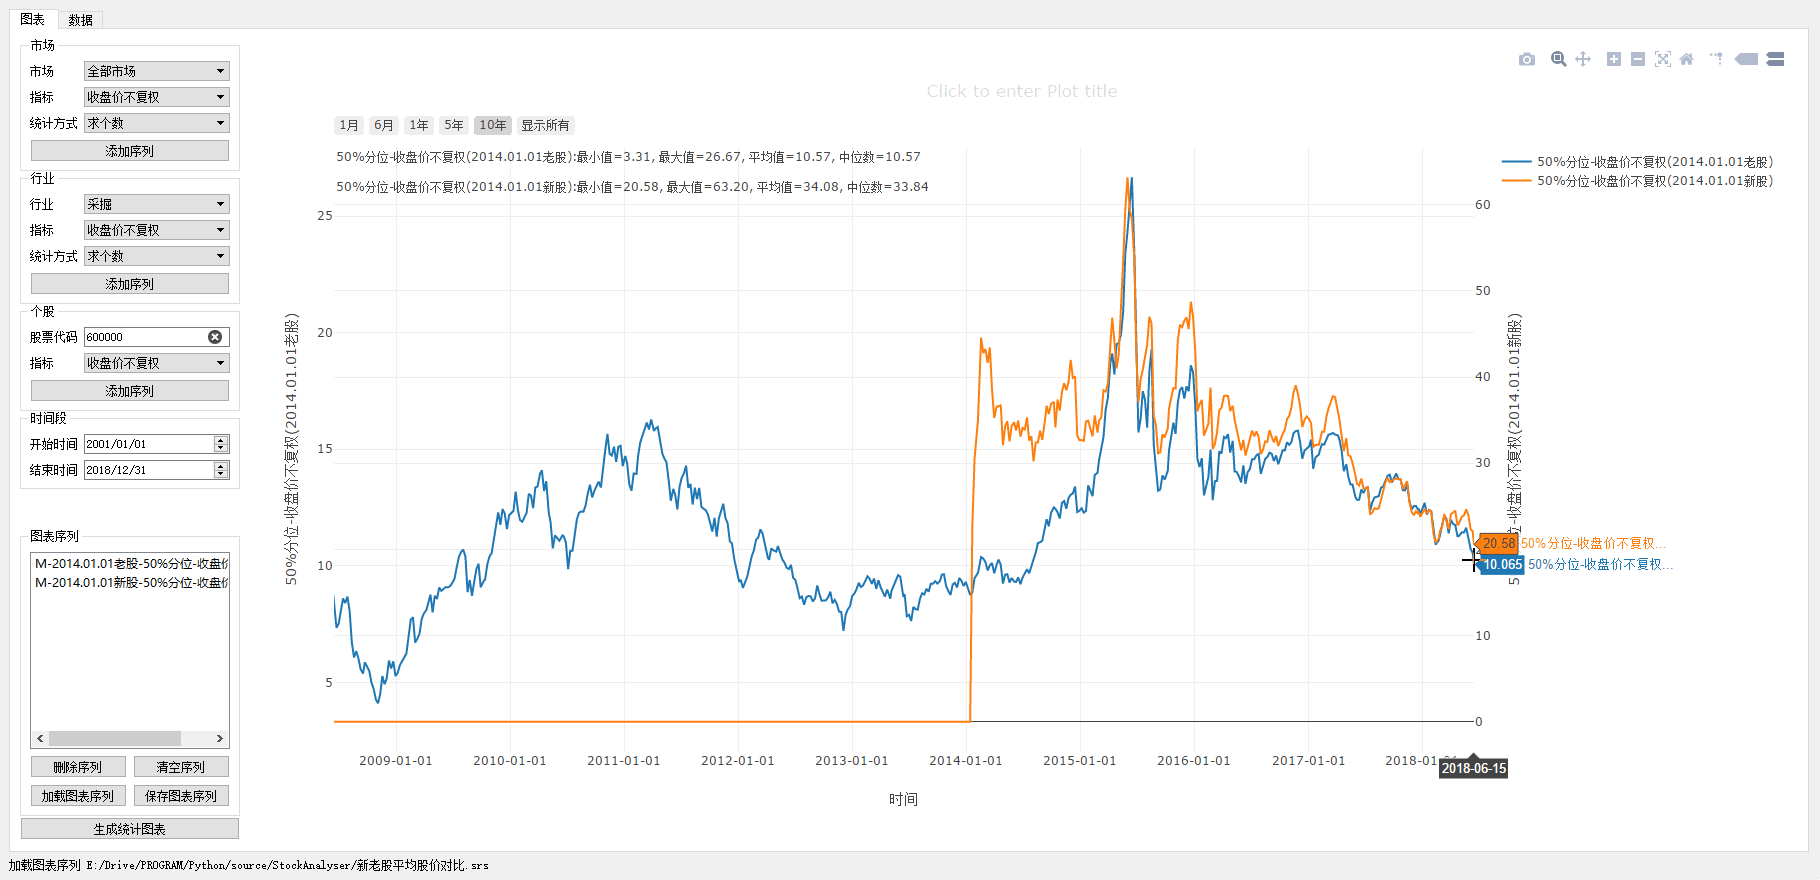 图表 数据
市场
市场 全部市场
指标 收盘价不复权
统计方式 求个数
添加序列
行业
行业 采掘
指标 收盘价不复权
统计方式 求个数
添加序列
个股
股票代码 600000
指标 收盘价不复权
添加序列
时间段
开始时间 2001/01/01
结束时间 2018/12/31
图表序列
M-2014.01.01老股-50%分位-收盘价
M-2014.01.01新股-50%分位-收盘价
删除序列 清空序列
加载图表序列 保存图表序列
生成统计图表
Click to enter Plot title
1月 6月 1年 5年 10年 显示所有
50%分位-收盘价不复权(2014.01.01老股):最小值=3.31, 最大值=26.67, 平均值=10.57, 中位数=10.57
50%分位-收盘价不复权(2014.01.01新股):最小值=20.58, 最大值=63.20, 平均值=34.08, 中位数=33.84
50%分位-收盘价不复权(2014.01.01老股)
50%分位-收盘价不复权(2014.01.01新股)
50%分位-收盘价不复权(2014.01.01老股)
25
20
15
10
5
60
50
40
30
10
0
分位-收盘价不复权(2014.01.01新股)
20.58 50%分位-收盘价不复权...
10.065 50%分位-收盘价不复权...
2009-01-01 2010-01-01 2011-01-01 2012-01-01 2013-01-01 2014-01-01 2015-01-01 2016-01-01 2017-01-01 2018-01
2018-06-15
时间
加载图表序列 E:/Drive/PROGRAM/Python/source/StockAnalyser/新老股平均股价对比.srs